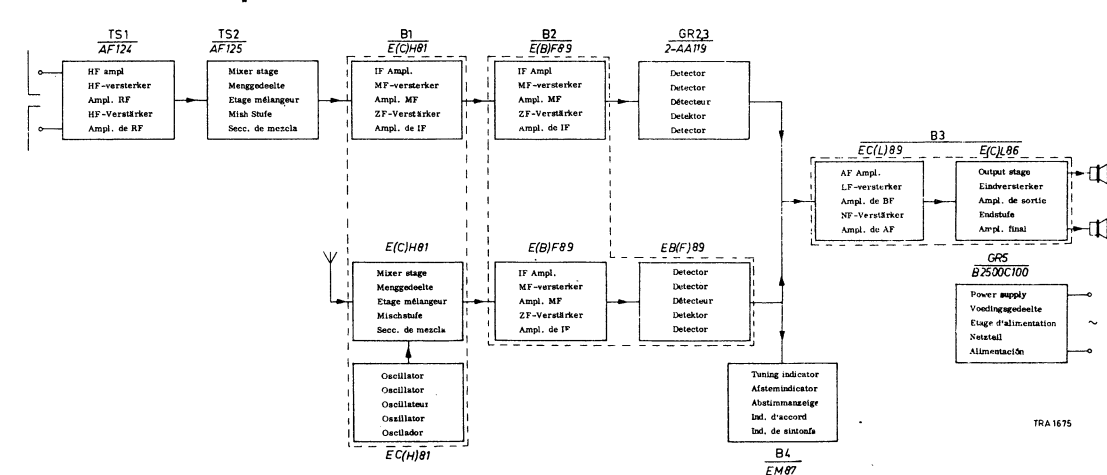 TS1
AF124
TS2
AF125
B1
E(C)H81
B2
E(B)F89
GR2,3
2-AA119
HF ampl
HF-versterker
Ampl. RF
HF-Verstärker
Ampl. de RF
Mixer stage
Menggedeelte
Etage mélangeur
Mish Stufe
Secc. de mezcla
IF Ampl.
MF-versterker
Ampl. MF
ZF-Verstärker
Ampl. de IF
IF Ampl
MF-versterker
Ampl. MF
ZF-Verstärker
Ampl. de IF
Detector
Detector
Détecteur
Detektor
Detector
B3
EC(L)89
E(C)L86
AF Ampl.
LF-versterker
Ampl. de BF
NF-Verstärker
Ampl. de AF
Output stage
Eindversterker
Ampl. de sortie
Endstufe
Ampl. final
E(C)H81
E(B)F89
EB(F)89
Mixer stage
Menggedeelte
Etage mélangeur
Mischstufe
Secc. de mezcla
IF Ampl.
MF-versterker
Ampl. MF
ZF-Verstärker
Ampl. de IF
Detector
Detector
Détecteur
Detektor
Detector
GR5
B2500C100
Power supply
Voedingsgedeelte
Etage d'alimentation
Netzteil
Alimentación
~
Oscillator
Oscillator
Oscillateur
Oszillator
Oscilador
EC(H)81
Tuning indicator
Afstemindicator
Abstimmanzeige
Ind. d'accord
Ind. de sintonfa
B4
EM87
TRA 1675